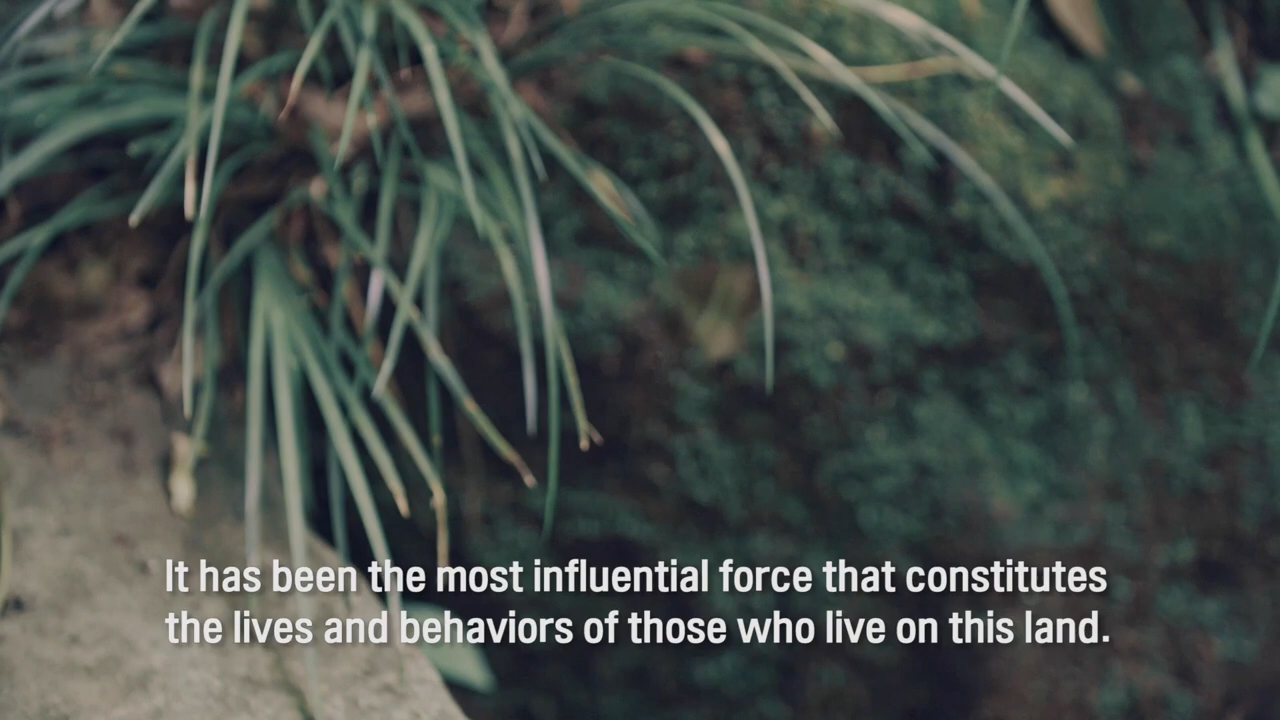 It has been the most influential force that constitutes
the lives and behaviors of those who live on this land.